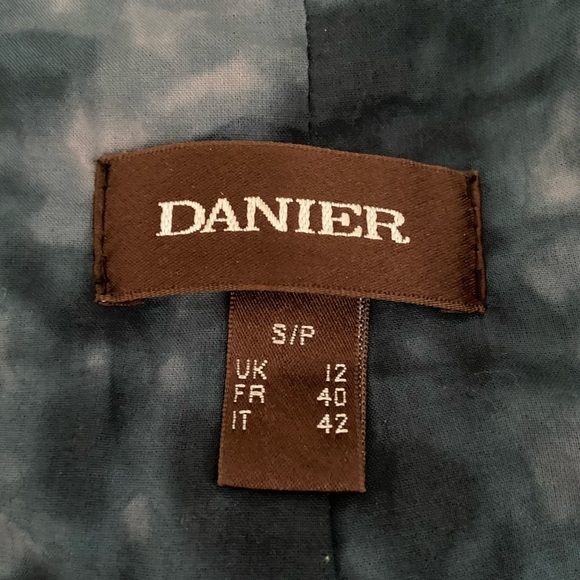 DANIER
S/P
UK 12
FR 40
IT 42